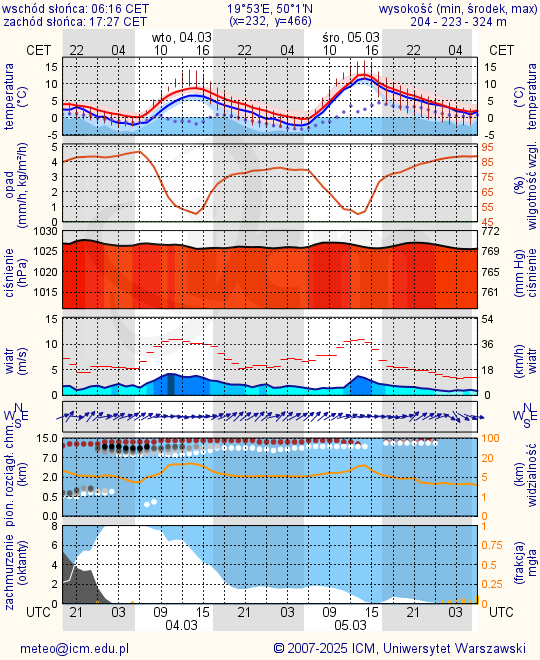 wschód słońca: 06:16 CET 19°53'E, 50°1'N wysokość (min, środek, max)
zachód słońca: 17:27 CET (x=232, y=466) 204 - 223 - 324 m
wto, 04.03 śro, 05.03
CET 22 04 10 16 22 04 10 16 22 04 CET
temperatura (°C)
15 10 5 0 -5
15 10 5 0 -5
(°C) temperatura
opad (mm/h, kg/m²/h)
5 4 3 2 1 0
95 85 75 65 55 45
(%) wilgotność wzgl.
ciśnienie (hPa)
1030 1025 1020 1015
772 769 765 761
(mm Hg) ciśnienie
wiatr (m/s)
15 10 5 0
54 36 18 0
(km/h) wiatr
N W E S
N W E S
pion. rozciągł. chm. (km)
15.0 7.0 2.0 0.5 0.0
100 20 5 1 0
(km) widzialność
zachmurzenie (oktanty)
8 6 4 2 0
1 0.75 0.5 0.25 0
(frakcja) mgła
UTC 21 03 09 15 21 03 09 15 21 03 UTC
04.03 05.03
meteo@icm.edu.pl © 2007-2025 ICM, Uniwersytet Warszawski